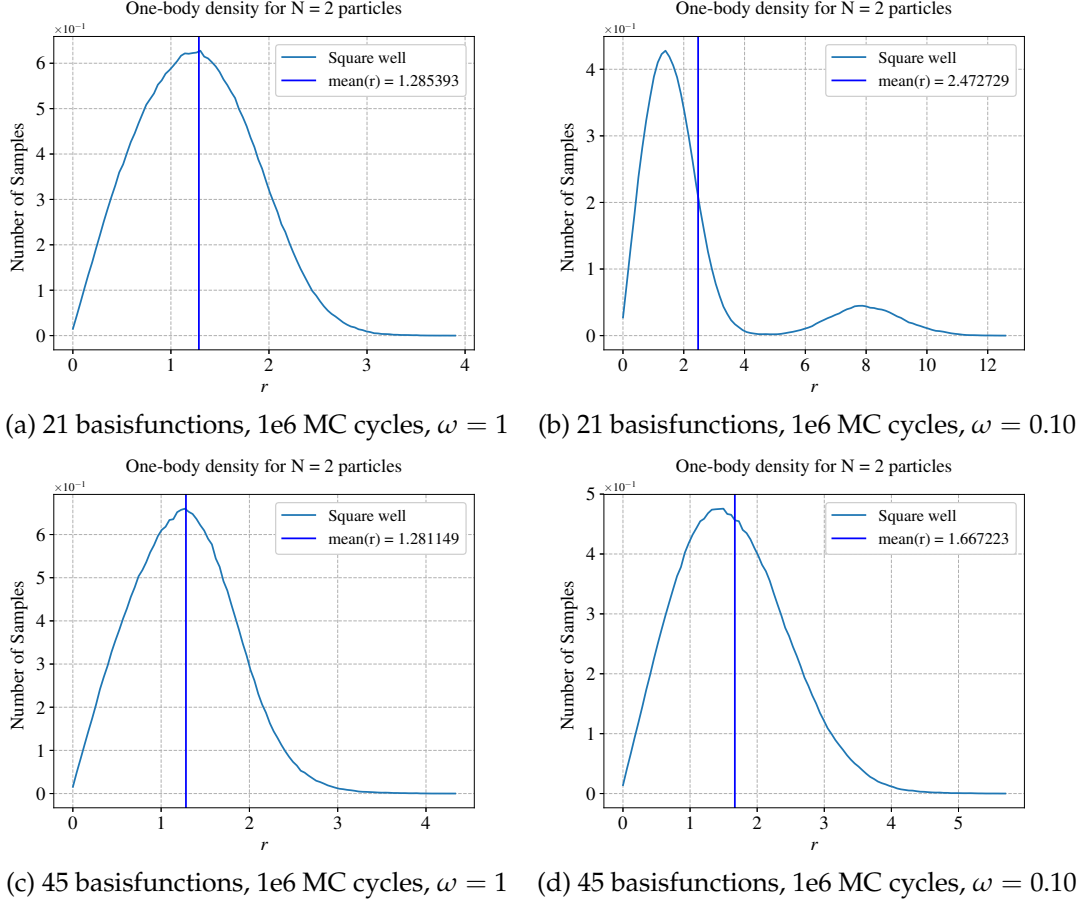 One-body density for N = 2 particles
×10⁻¹
Number of Samples
6
5
4
3
2
1
0
Square well
mean(r) = 1.285393
0 1 2 3 4
r
(a) 21 basisfunctions, 1e6 MC cycles, ω = 1
One-body density for N = 2 particles
×10⁻¹
Number of Samples
4
3
2
1
0
Square well
mean(r) = 2.472729
0 2 4 6 8 10 12
r
(b) 21 basisfunctions, 1e6 MC cycles, ω = 0.10
One-body density for N = 2 particles
×10⁻¹
Number of Samples
6
5
4
3
2
1
0
Square well
mean(r) = 1.281149
0 1 2 3 4
r
(c) 45 basisfunctions, 1e6 MC cycles, ω = 1
One-body density for N = 2 particles
×10⁻¹
Number of Samples
5
4
3
2
1
0
Square well
mean(r) = 1.667223
0 1 2 3 4 5
r
(d) 45 basisfunctions, 1e6 MC cycles, ω = 0.10